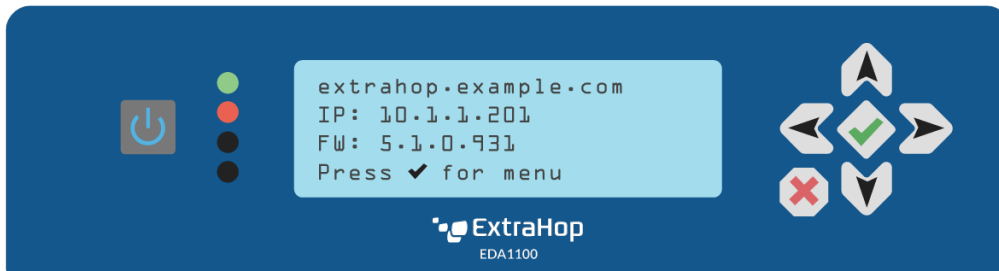 extrahop.example.com
IP: 10.1.1.201
FW: 5.1.0.931
Press ✔ for menu
ExtraHop
EDA1100